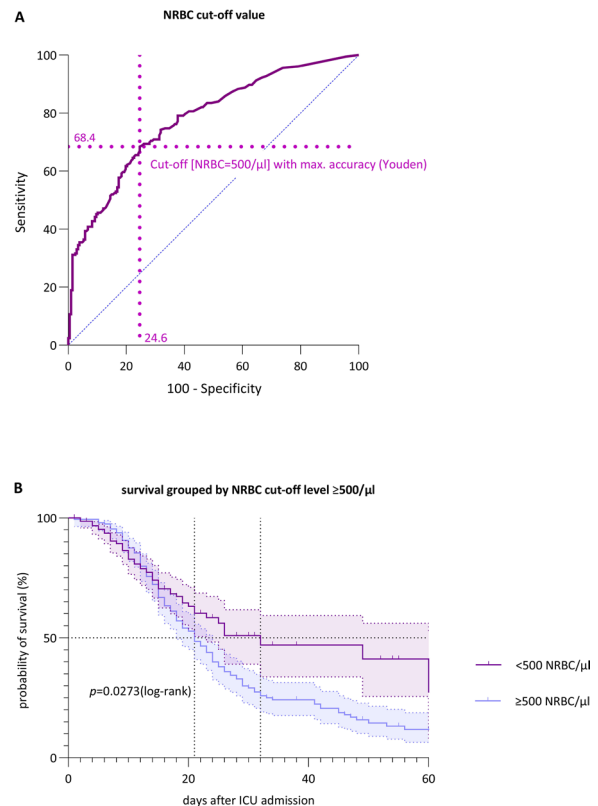 A
NRBC cut-off value
100
80
60
40
20
0
Sensitivity
68.4
Cut-off [NRBC=500/µl] with max. accuracy (Youden)
24.6
0 20 40 60 80 100
100 - Specificity
B
survival grouped by NRBC cut-off level ≥500/µl
100
50
0
probability of survival (%)
p=0.0273(log-rank)
<500 NRBC/µl
≥500 NRBC/µl
0 20 40 60
days after ICU admission